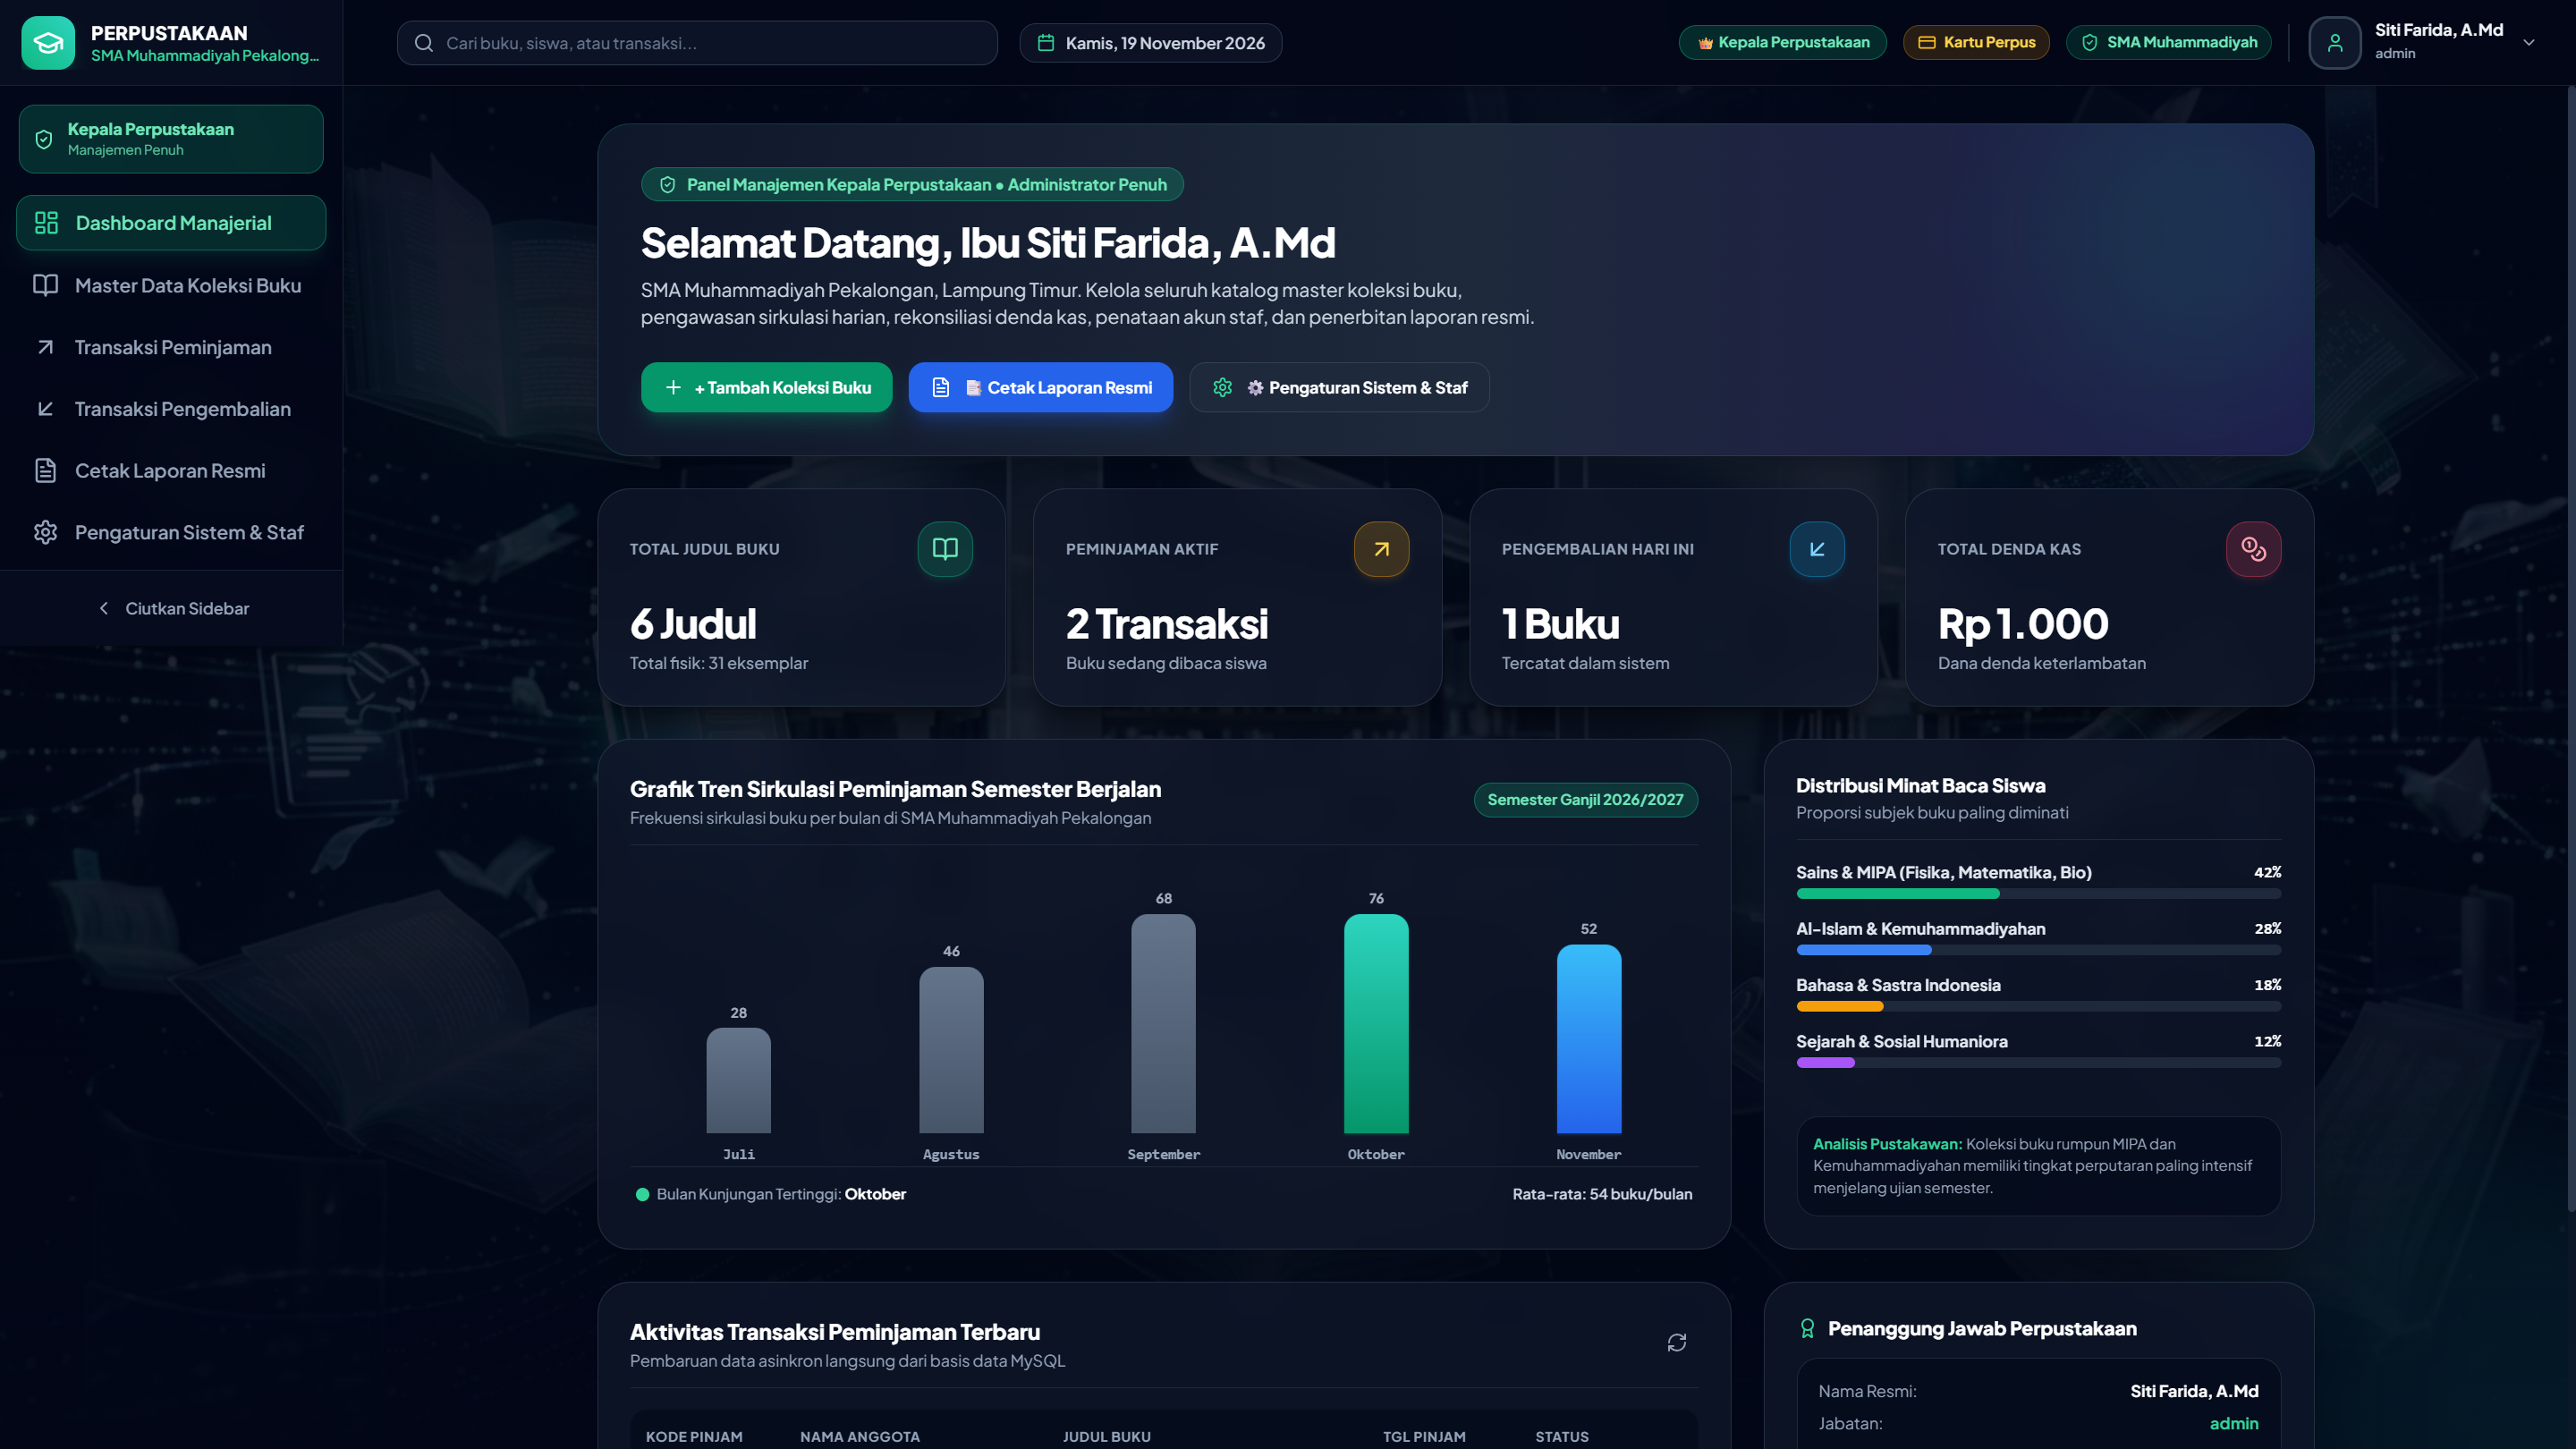 PERPUSTAKAAN
SMA Muhammadiyah Pekalong...
Cari buku, siswa, atau transaksi...
Kamis, 19 November 2026
Kepala Perpustakaan
Kartu Perpus
SMA Muhammadiyah
Siti Farida, A.Md
admin
Kepala Perpustakaan
Manajemen Penuh
Dashboard Manajerial
Master Data Koleksi Buku
Transaksi Peminjaman
Transaksi Pengembalian
Cetak Laporan Resmi
Pengaturan Sistem & Staf
Ciutkan Sidebar
Panel Manajemen Kepala Perpustakaan ● Administrator Penuh
Selamat Datang, Ibu Siti Farida, A.Md
SMA Muhammadiyah Pekalongan, Lampung Timur. Kelola seluruh katalog master koleksi buku,
pengawasan sirkulasi harian, rekonsiliasi denda kas, penataan akun staf, dan penerbitan laporan resmi.
+ Tambah Koleksi Buku
Cetak Laporan Resmi
Pengaturan Sistem & Staf
TOTAL JUDUL BUKU
6 Judul
Total fisik: 31 eksemplar
PEMINJAMAN AKTIF
2 Transaksi
Buku sedang dibaca siswa
PENGEMBALIAN HARI INI
1 Buku
Tercatat dalam sistem
TOTAL DENDA KAS
Rp 1.000
Dana denda keterlambatan
Grafik Tren Sirkulasi Peminjaman Semester Berjalan
Frekuensi sirkulasi buku per bulan di SMA Muhammadiyah Pekalongan
Semester Ganjil 2026/2027
28
46
68
76
52
Juli
Agustus
September
Oktober
November
Bulan Kunjungan Tertinggi: Oktober
Rata-rata: 54 buku/bulan
Distribusi Minat Baca Siswa
Proporsi subjek buku paling diminati
Sains & MIPA (Fisika, Matematika, Bio) 42%
Al-Islam & Kemuhammadiyahan 28%
Bahasa & Sastra Indonesia 18%
Sejarah & Sosial Humaniora 12%
Analisis Pustakawan: Koleksi buku rumpun MIPA dan
Kemuhammadiyahan memiliki tingkat perputaran paling intensif
menjelang ujian semester.
Aktivitas Transaksi Peminjaman Terbaru
Pembaruan data asinkron langsung dari basis data MySQL
KODE PINJAM NAMA ANGGOTA JUDUL BUKU TGL PINJAM STATUS
Penanggung Jawab Perpustakaan
Nama Resmi: Siti Farida, A.Md
Jabatan: admin